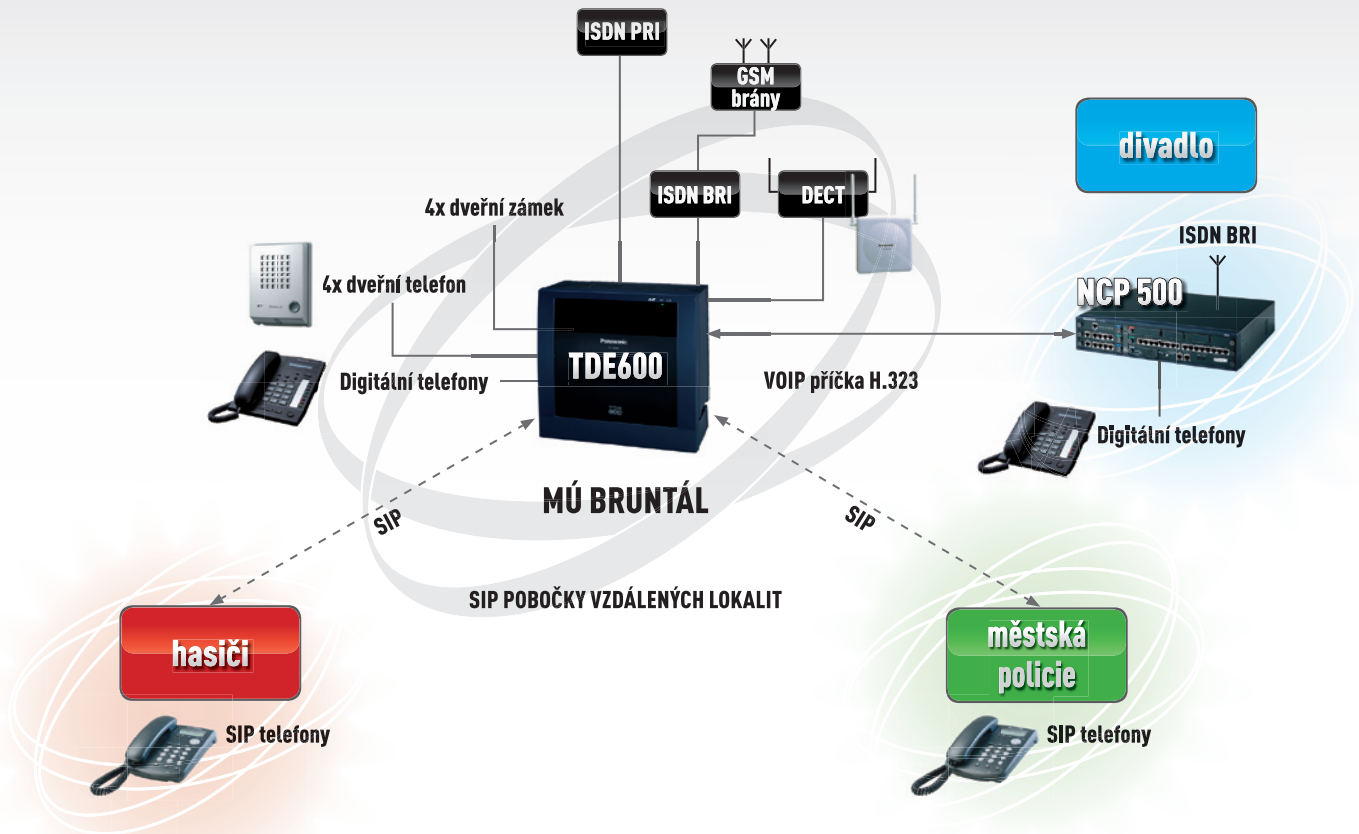 ISDN PRI
GSM
brány
divadlo
ISDN BRI
DECT
4x dveřní zámek
ISDN BRI
4x dveřní telefon
NCP 500
Panasonic
TDE600
Digitální telefony
VOIP příčka H.323
Digitální telefony
MÚ BRUNTÁL
SIP
SIP
SIP POBOČKY VZDÁLENÝCH LOKALIT
hasiči
městská
policie
SIP telefony
SIP telefony